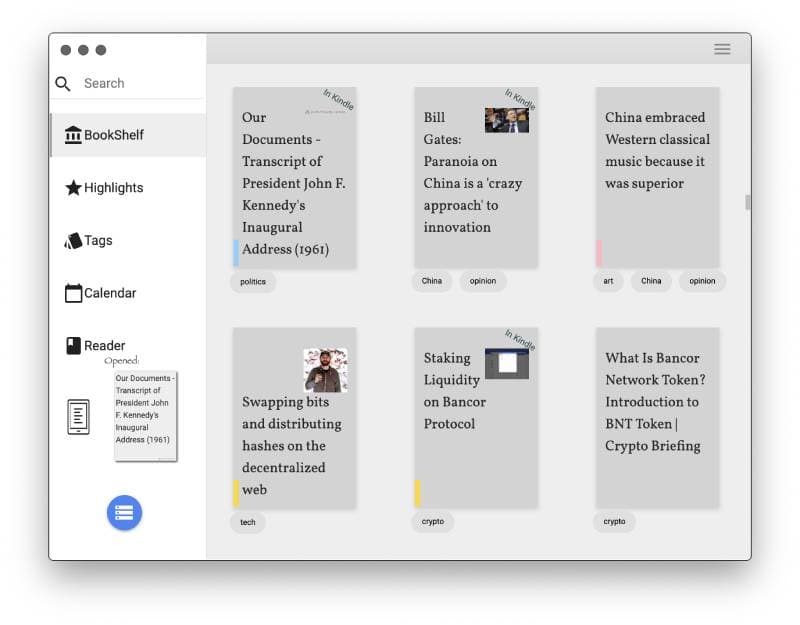 Search
BookShelf
Highlights
Tags
Calendar
Reader
Opened:
Our Documents -
Transcript of
President John
F. Kennedy's
Inaugural
Address (1961)
In Kindle
Our
Documents -
Transcript of
President John F.
Kennedy's
Inaugural
Address (1961)
politics
In Kindle
Bill
Gates:
Paranoia on
China is a 'crazy
approach' to
innovation
China
opinion
China embraced
Western classical
music because it
was superior
art
China
opinion
Swapping bits
and distributing
hashes on the
decentralized
web
tech
In Kindle
Staking
Liquidity
on Bancor
Protocol
crypto
What Is Bancor
Network Token?
Introduction to
BNT Token |
Crypto Briefing
crypto